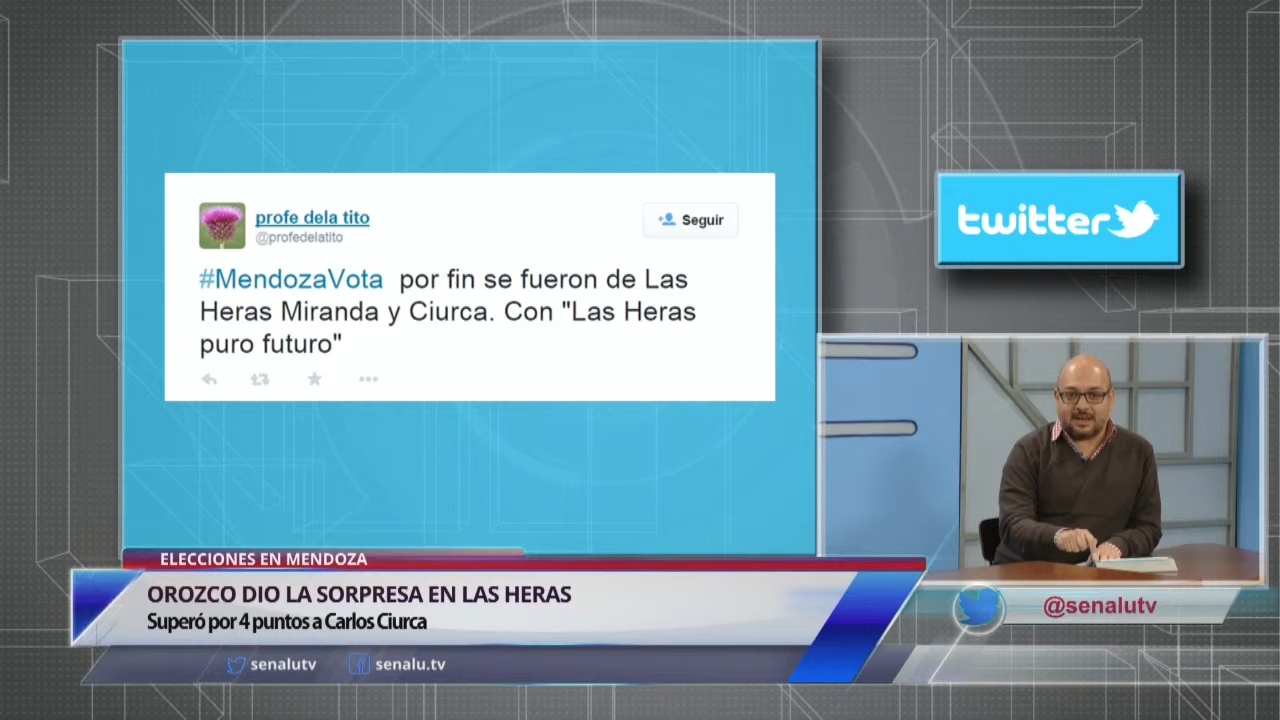 profe dela tito
@profedelatito
Seguir
#MendozaVota por fin se fueron de Las
Heras Miranda y Ciurca. Con "Las Heras
puro futuro"
twitter
ELECCIONES EN MENDOZA
OROZCO DIO LA SORPRESA EN LAS HERAS
Superó por 4 puntos a Carlos Ciurca
@senalutv
senalutv senalu.tv